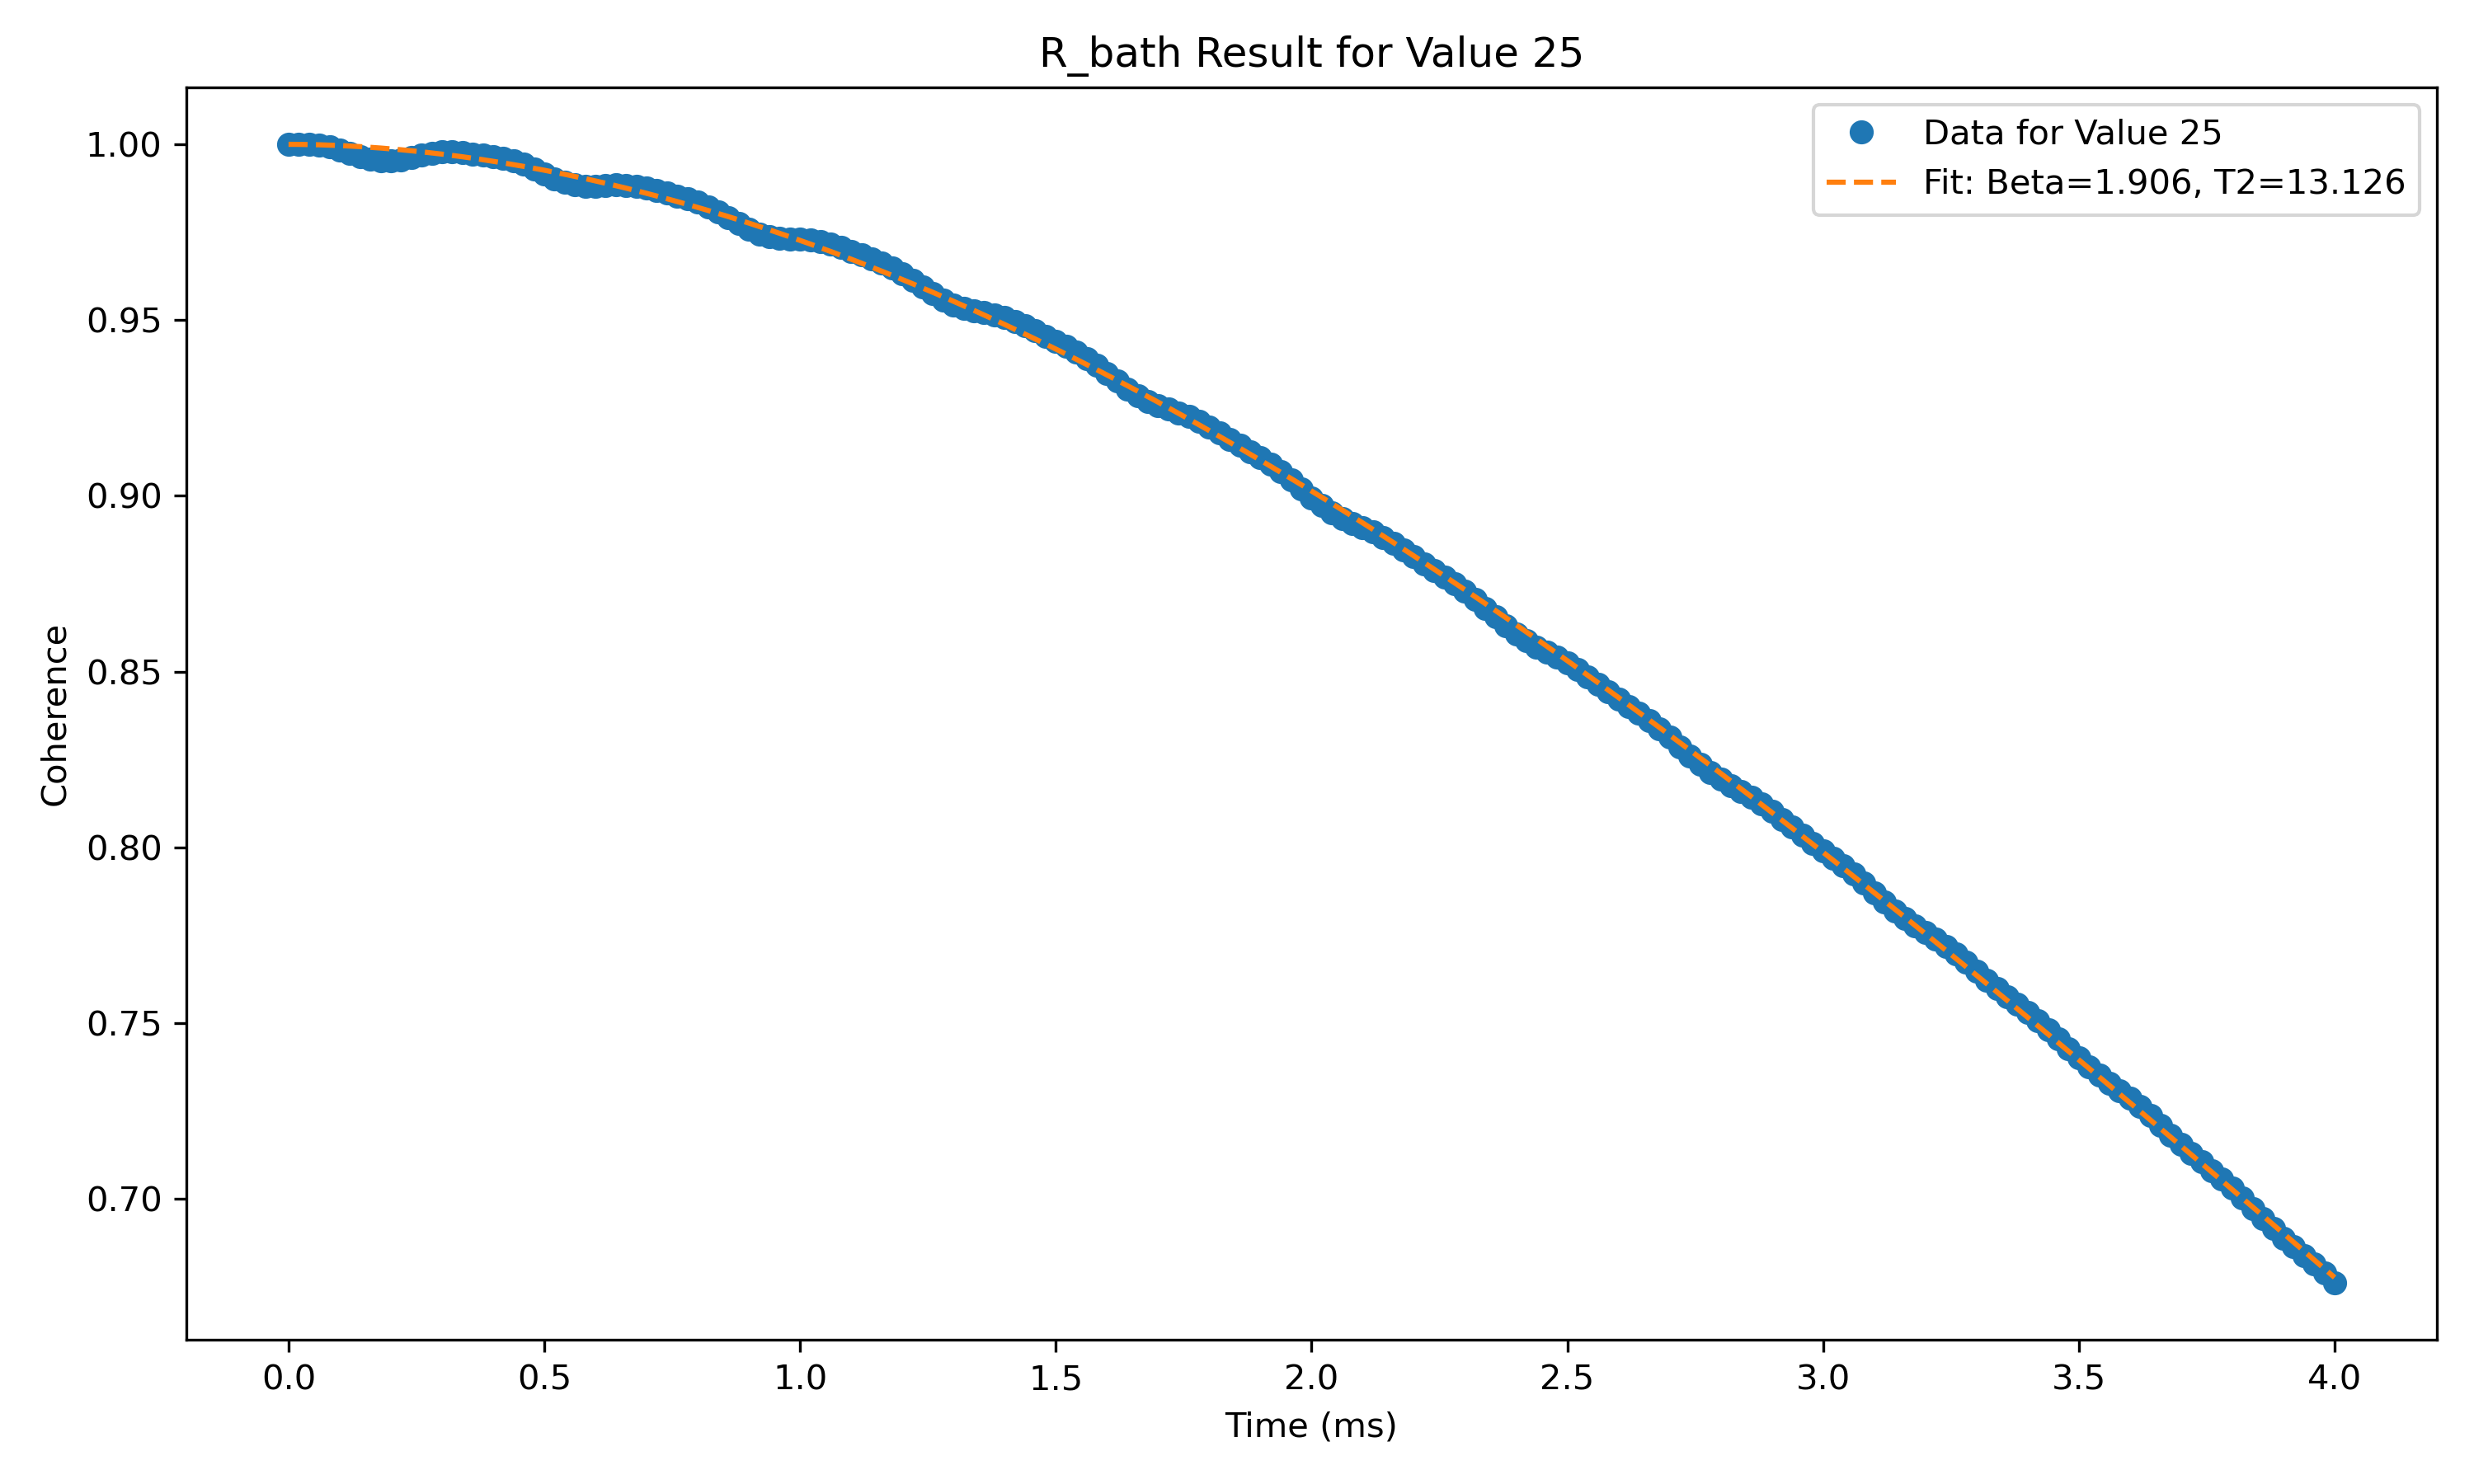 R_bath Result for Value 25
Data for Value 25
Fit: Beta=1.906, T2=13.126
Coherence
1.00
0.95
0.90
0.85
0.80
0.75
0.70
0.0 0.5 1.0 1.5 2.0 2.5 3.0 3.5 4.0
Time (ms)